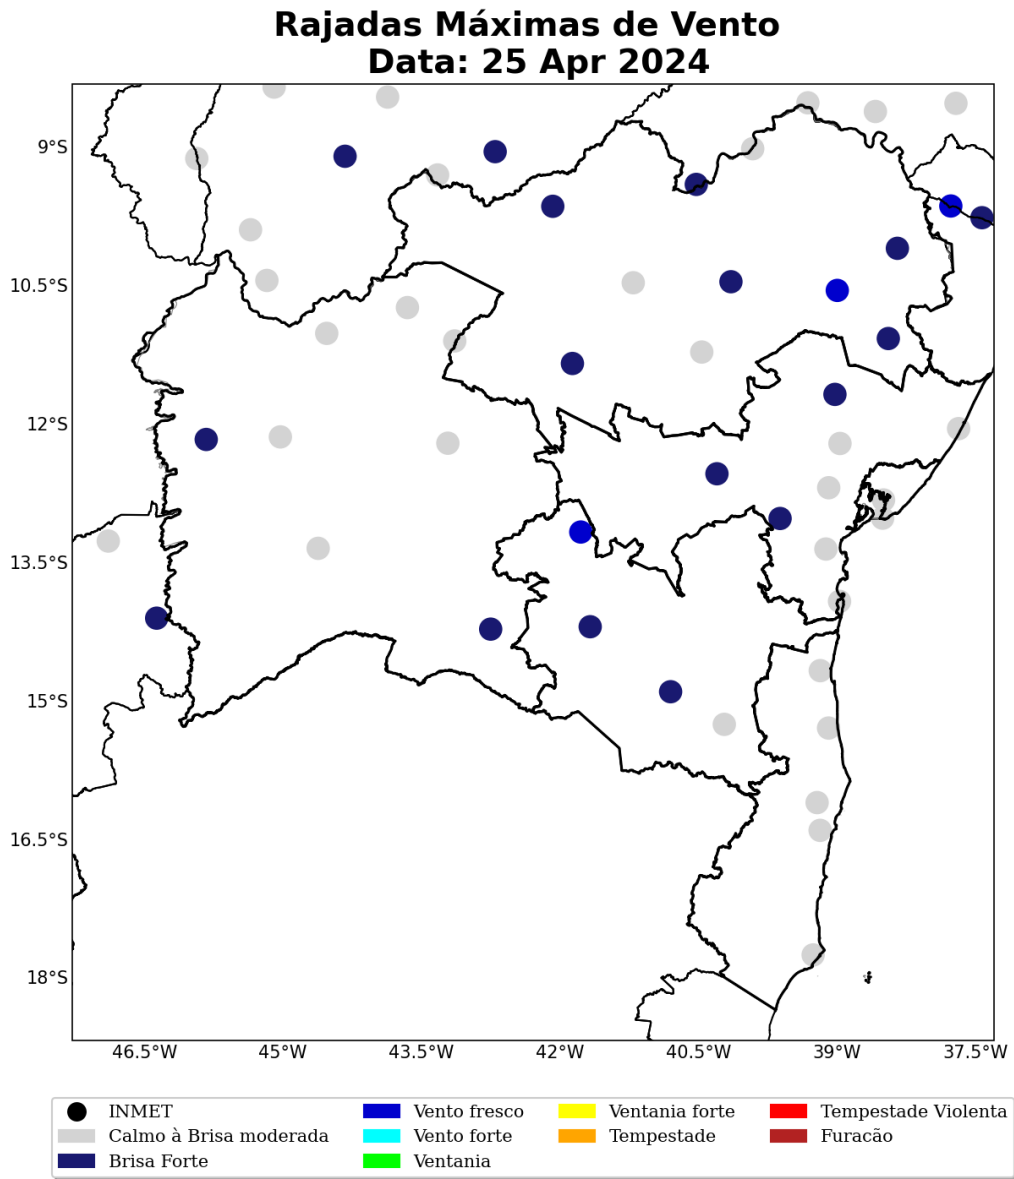 Rajadas Máximas de Vento
Data: 25 Apr 2024
9°S
10.5°S
12°S
13.5°S
15°S
16.5°S
18°S
46.5°W 45°W 43.5°W 42°W 40.5°W 39°W 37.5°W
INMET
Calmo à Brisa moderada
Brisa Forte
Vento fresco
Vento forte
Ventania
Ventania forte
Tempestade
Tempestade Violenta
Furacão